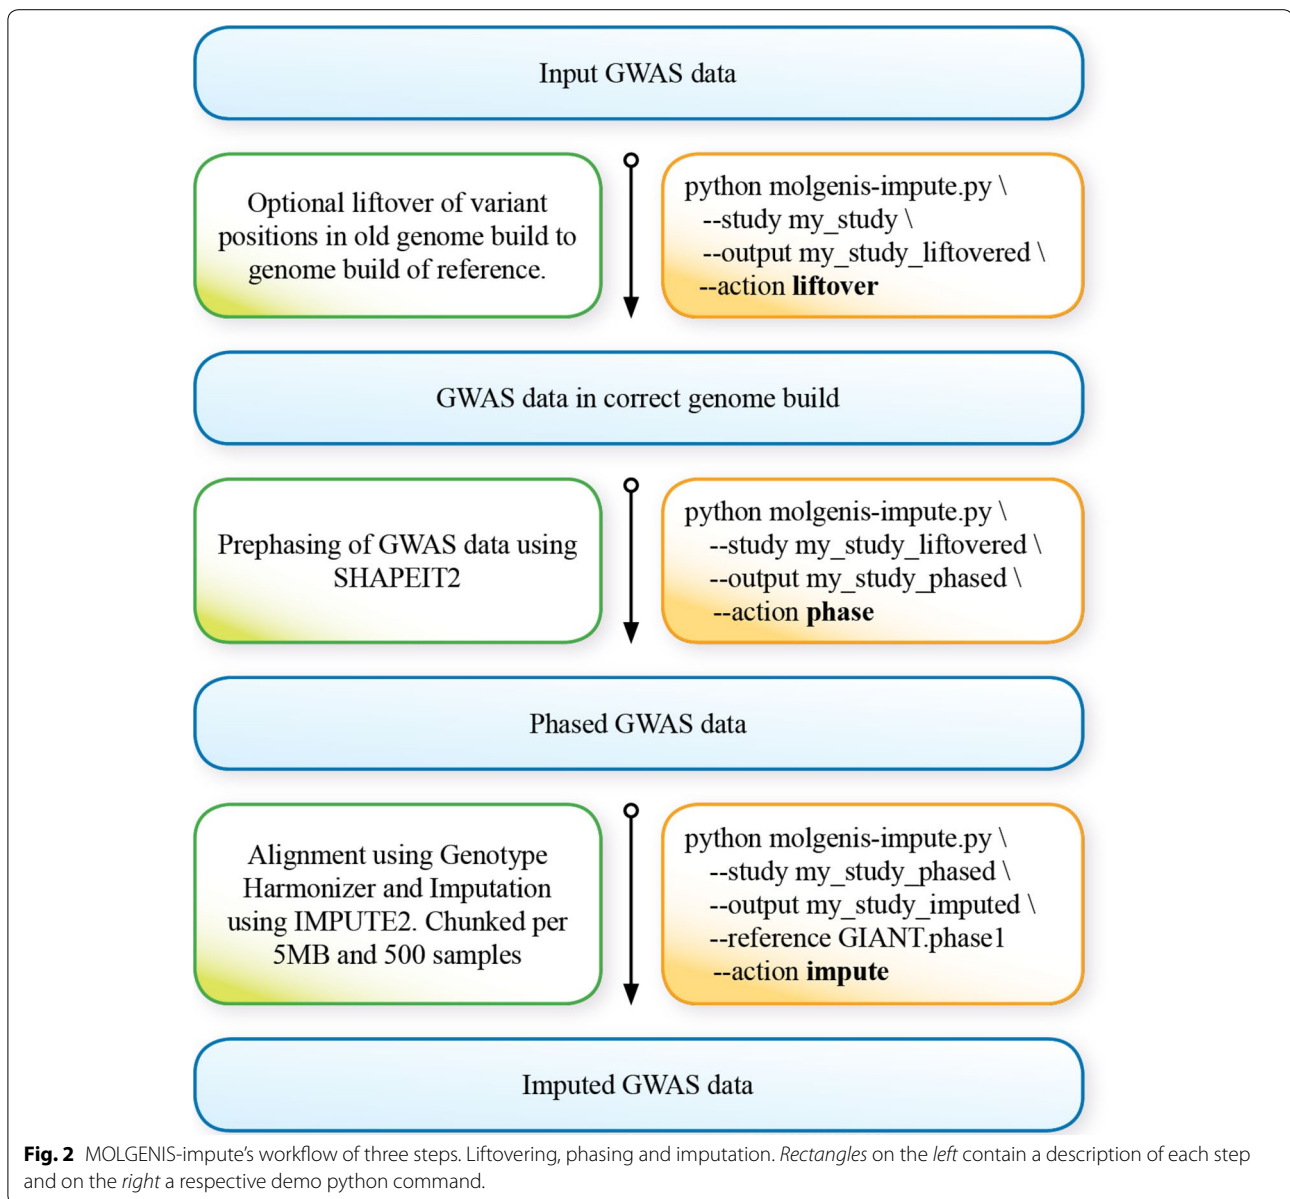 Input GWAS data
Optional liftover of variant
positions in old genome build to
genome build of reference.
python molgenis-impute.py \
--study my_study \
--output my_study_liftovered \
--action liftover
GWAS data in correct genome build
Prephasing of GWAS data using
SHAPEIT2
python molgenis-impute.py \
--study my_study_liftovered \
--output my_study_phased \
--action phase
Phased GWAS data
Alignment using Genotype
Harmonizer and Imputation
using IMPUTE2. Chunked per
5MB and 500 samples
python molgenis-impute.py \
--study my_study_phased \
--output my_study_imputed \
--reference GIANT.phase1
--action impute
Imputed GWAS data
Fig. 2 MOLGENIS-impute’s workflow of three steps. Liftovering, phasing and imputation. Rectangles on the left contain a description of each step
and on the right a respective demo python command.